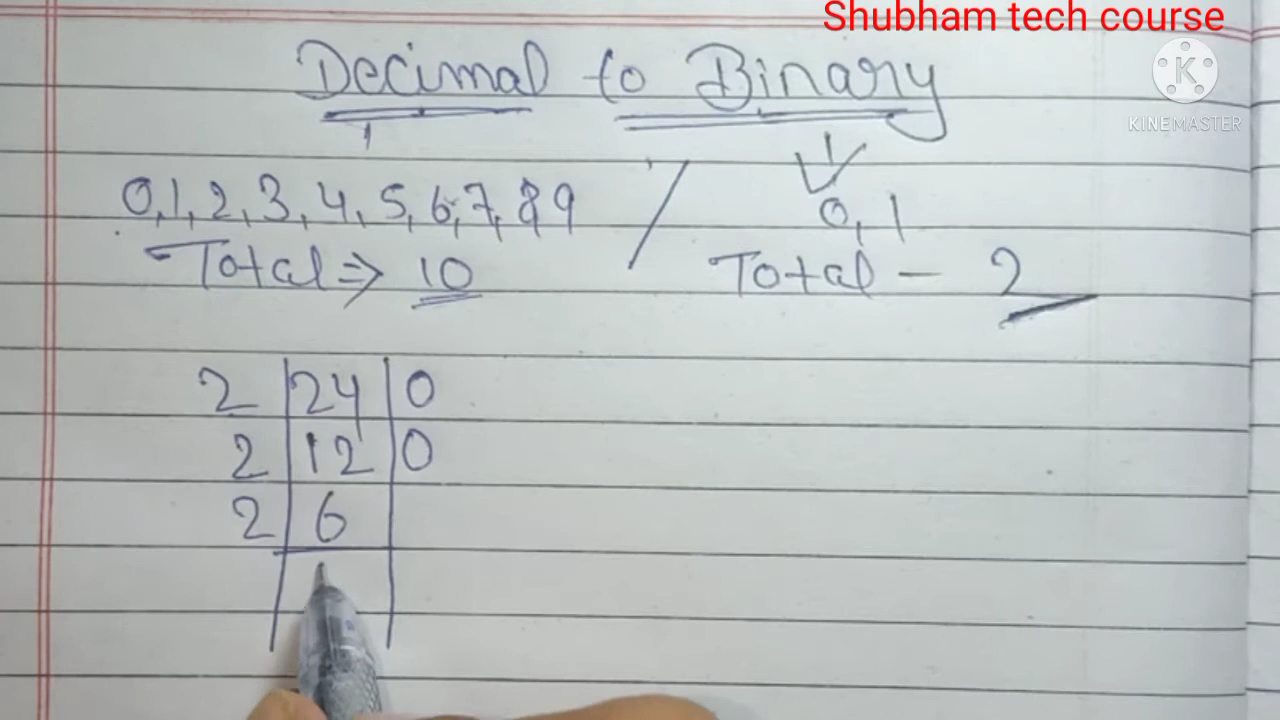 Shubham tech course
Decimal to Binary
KINEMASTER
0,1,2,3,4,5,6,7,8,9 / 0,1
Total => 10 Total - 2
2 | 24 | 0
2 | 12 | 0
2 | 6